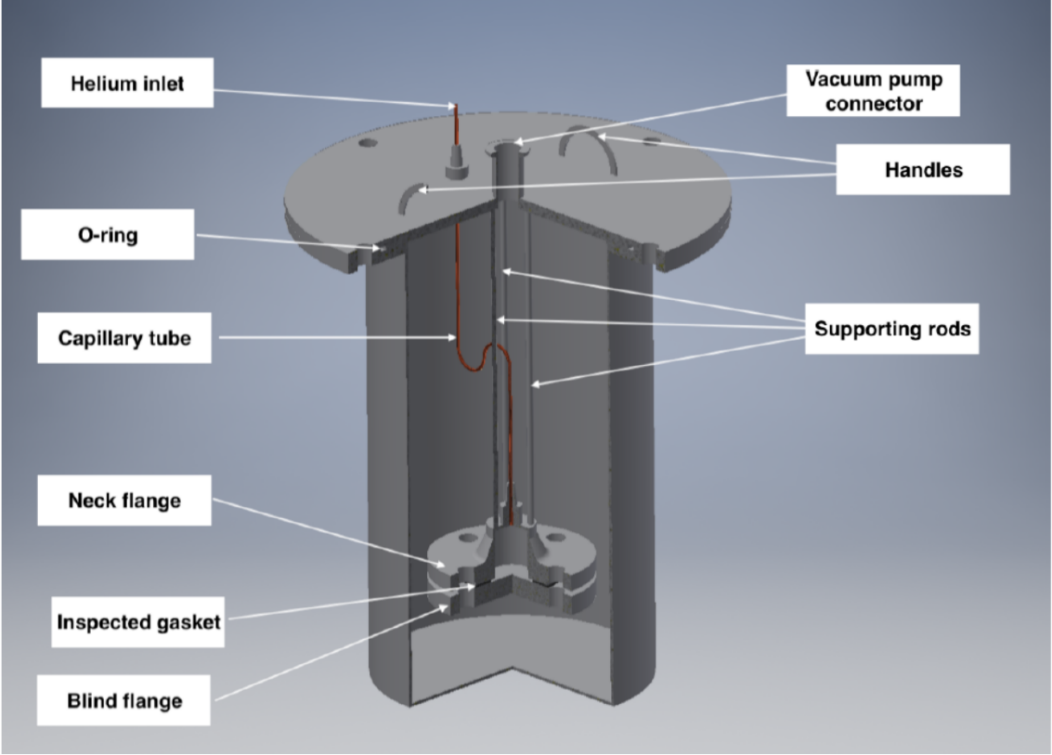 Helium inlet
Vacuum pump
connector
Handles
O-ring
Capillary tube
Supporting rods
Neck flange
Inspected gasket
Blind flange